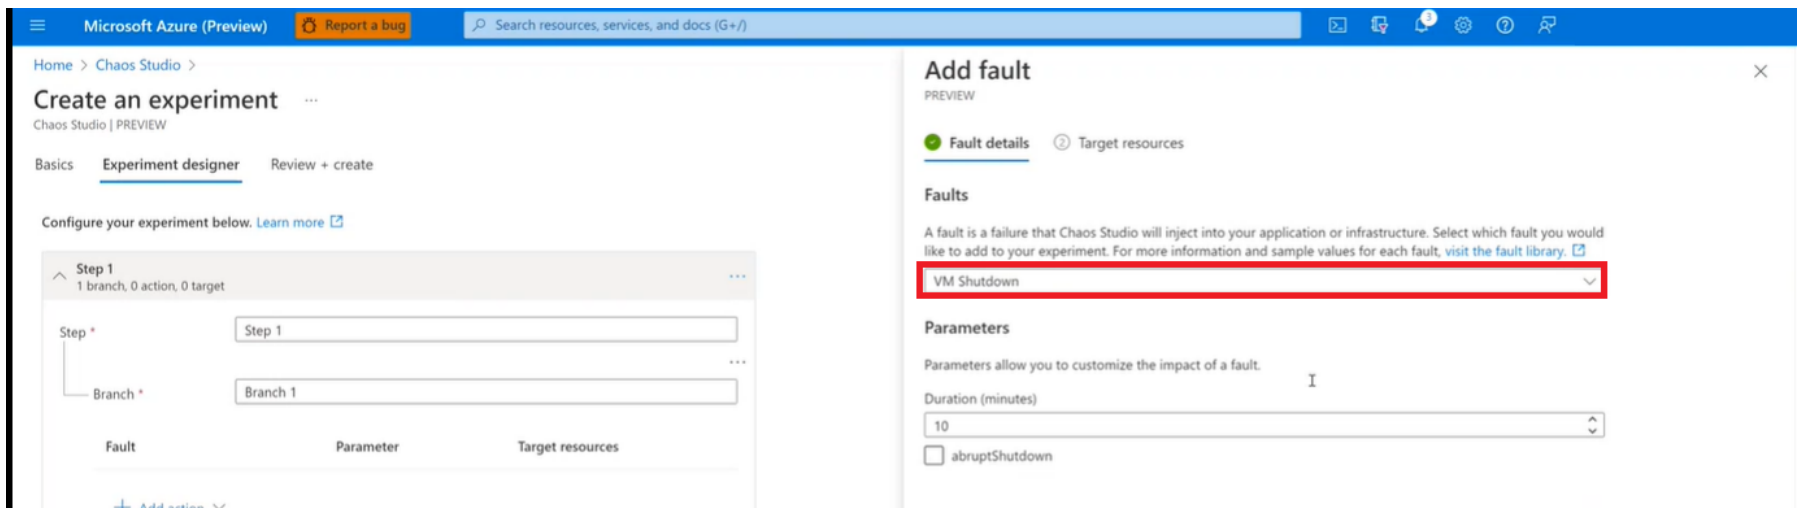 Microsoft Azure (Preview)
Report a bug
Search resources, services, and docs (G+/)
3
Home > Chaos Studio >
Create an experiment ...
Chaos Studio | PREVIEW
Basics
Experiment designer
Review + create
Configure your experiment below. Learn more
Step 1
1 branch, 0 action, 0 target
Step *
Step 1
Branch *
Branch 1
Fault
Parameter
Target resources
Add action
Add fault
PREVIEW
Fault details
2 Target resources
Faults
A fault is a failure that Chaos Studio will inject into your application or infrastructure. Select which fault you would
like to add to your experiment. For more information and sample values for each fault, visit the fault library.
VM Shutdown
Parameters
Parameters allow you to customize the impact of a fault.
Duration (minutes)
10
abruptShutdown